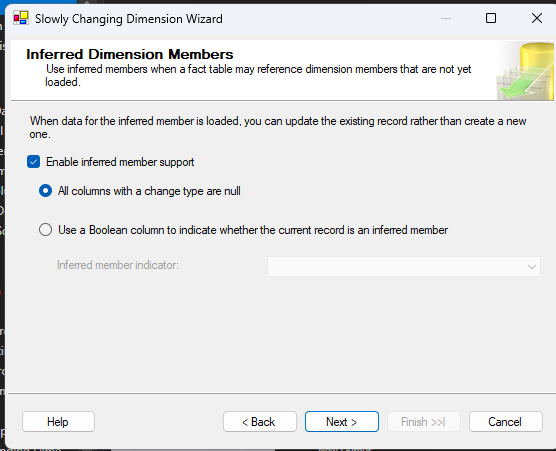 Slowly Changing Dimension Wizard
Inferred Dimension Members
Use inferred members when a fact table may reference dimension members that are not yet
loaded.
When data for the inferred member is loaded, you can update the existing record rather than create a new
one.
Enable inferred member support
All columns with a change type are null
Use a Boolean column to indicate whether the current record is an inferred member
Inferred member indicator:
Help
< Back
Next >
Finish >>|
Cancel